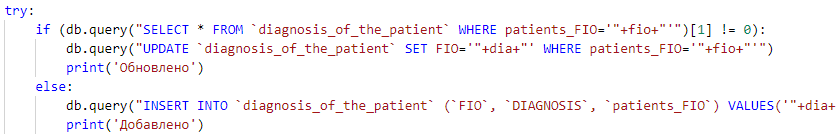 try:
if (db.query("SELECT * FROM `diagnosis_of_the_patient` WHERE patients_FIO='"+fio+"'")[1] != 0):
db.query("UPDATE `diagnosis_of_the_patient` SET FIO='"+dia+"' WHERE patients_FIO='"+fio+"'")
print('Обновлено')
else:
db.query("INSERT INTO `diagnosis_of_the_patient` (`FIO`, `DIAGNOSIS`, `patients_FIO`) VALUES('"+dia+
print('Добавлено')